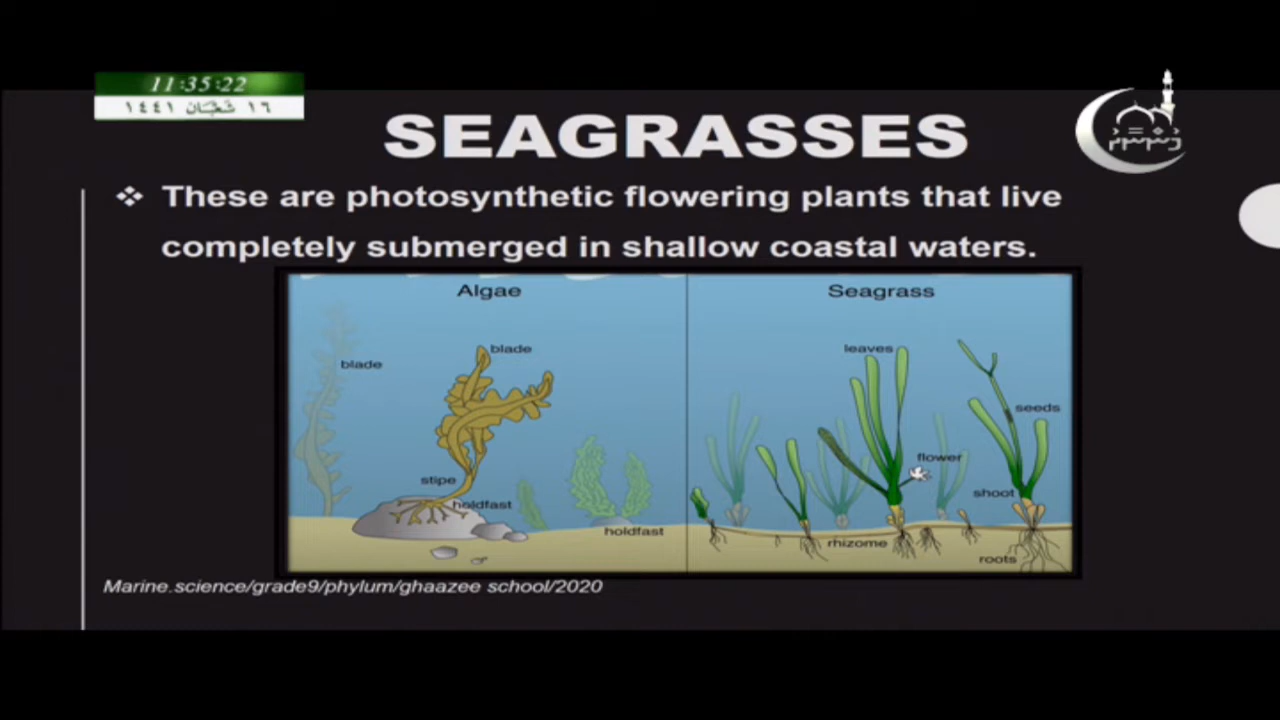 11:35:22
١٦ شَعْبَان ١٤٤١
SEAGRASSES
❖ These are photosynthetic flowering plants that live
completely submerged in shallow coastal waters.
Algae
Seagrass
blade
blade
stipe
holdfast
holdfast
leaves
seeds
flower
shoot
rhizome
roots
Marine.science/grade9/phylum/ghaazee school/2020